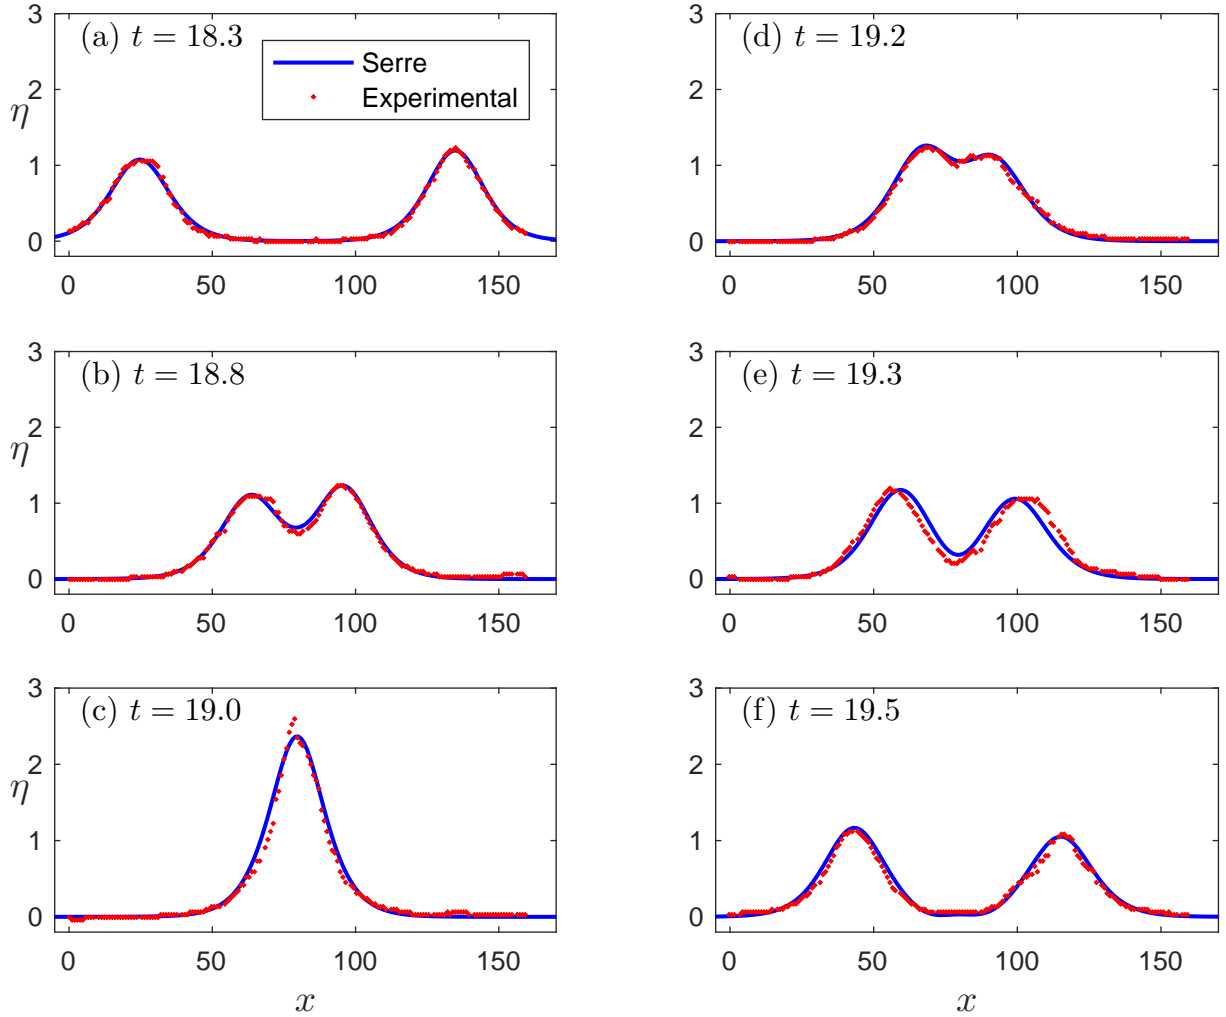 (a) t = 18.3
Serre
Experimental
η
3
2
1
0
0 50 100 150
(d) t = 19.2
3
2
1
0
0 50 100 150
(b) t = 18.8
η
3
2
1
0
0 50 100 150
(e) t = 19.3
3
2
1
0
0 50 100 150
(c) t = 19.0
η
3
2
1
0
0 50 100 150
x
(f) t = 19.5
3
2
1
0
0 50 100 150
x